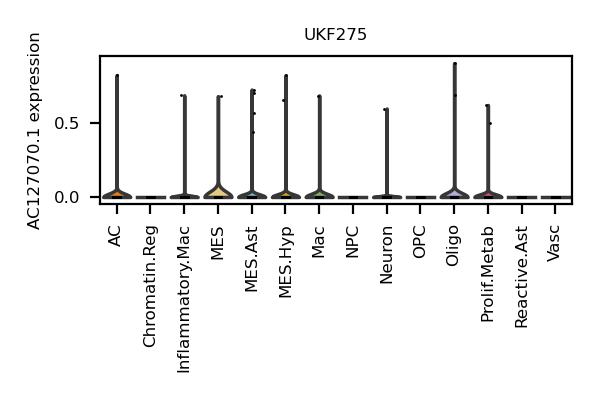 UKF275
AC127070.1 expression
0.5
0.0
AC
Chromatin.Reg
Inflammatory.Mac
MES
MES.Ast
MES.Hyp
Mac
NPC
Neuron
OPC
Oligo
Prolif.Metab
Reactive.Ast
Vasc